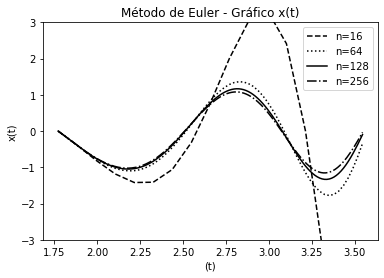 Método de Euler - Gráfico x(t)
n=16
n=64
n=128
n=256
3
2
1
0
−1
−2
−3
x(t)
1.75 2.00 2.25 2.50 2.75 3.00 3.25 3.50
(t)